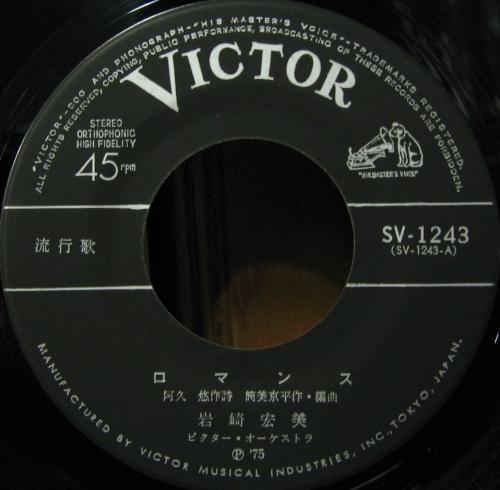 "VICTOR"-DOG AND PHONOGRAPH-"HIS MASTER'S VOICE"-TRADEMARKS REGISTERED.
ALL RIGHTS RESERVED, COPYING, PUBLIC PERFORMANCE, BROADCASTING OF THESE RECORDS ARE FORBIDDEN.
VICTOR
STEREO
ORTHOPHONIC
HIGH FIDELITY
45 rpm
"HIS MASTER'S VOICE"
流行歌
SV-1243
(SV-1243-A)
ロマンス
阿久 悠作詩 筒美京平作・編曲
岩崎宏美
ビクター・オーケストラ
Ⓟ '75
MANUFACTURED BY VICTOR MUSICAL INDUSTRIES, INC., TOKYO, JAPAN.